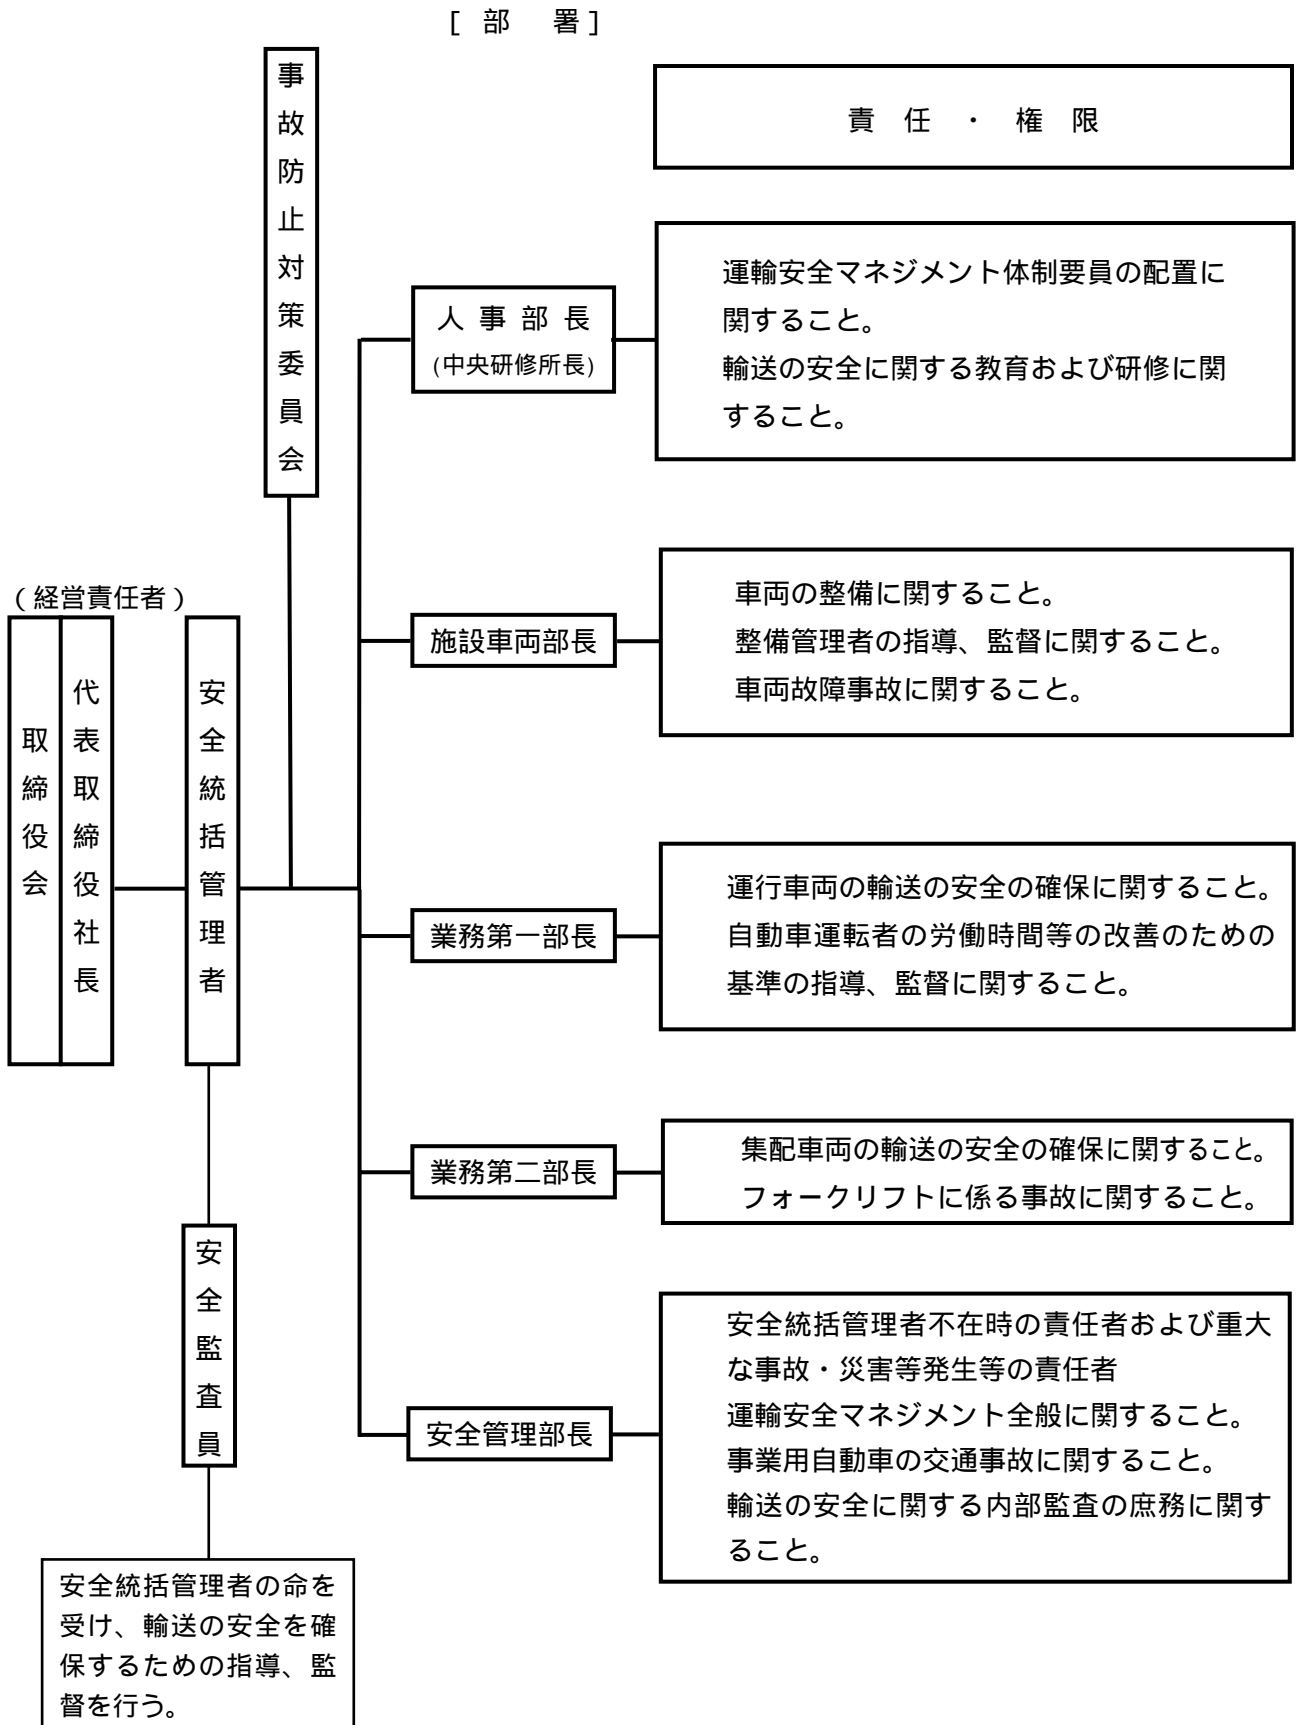 [ 部　署 ]
責 任 ・ 権 限
事故防止対策委員会
人 事 部 長
(中央研修所長)
運輸安全マネジメント体制要員の配置に
関すること。
輸送の安全に関する教育および研修に関
すること。
(経営責任者)
取締役会
代表取締役社長
安全統括管理者
施設車両部長
車両の整備に関すること。
整備管理者の指導、監督に関すること。
車両故障事故に関すること。
業務第一部長
運行車両の輸送の安全の確保に関すること。
自動車運転者の労働時間等の改善のための
基準の指導、監督に関すること。
業務第二部長
集配車両の輸送の安全の確保に関すること。
フォークリフトに係る事故に関すること。
安全監査員
安全管理部長
安全統括管理者不在時の責任者および重大
な事故・災害等発生等の責任者
運輸安全マネジメント全般に関すること。
事業用自動車の交通事故に関すること。
輸送の安全に関する内部監査の庶務に関す
ること。
安全統括管理者の命を
受け、輸送の安全を確
保するための指導、監
督を行う。